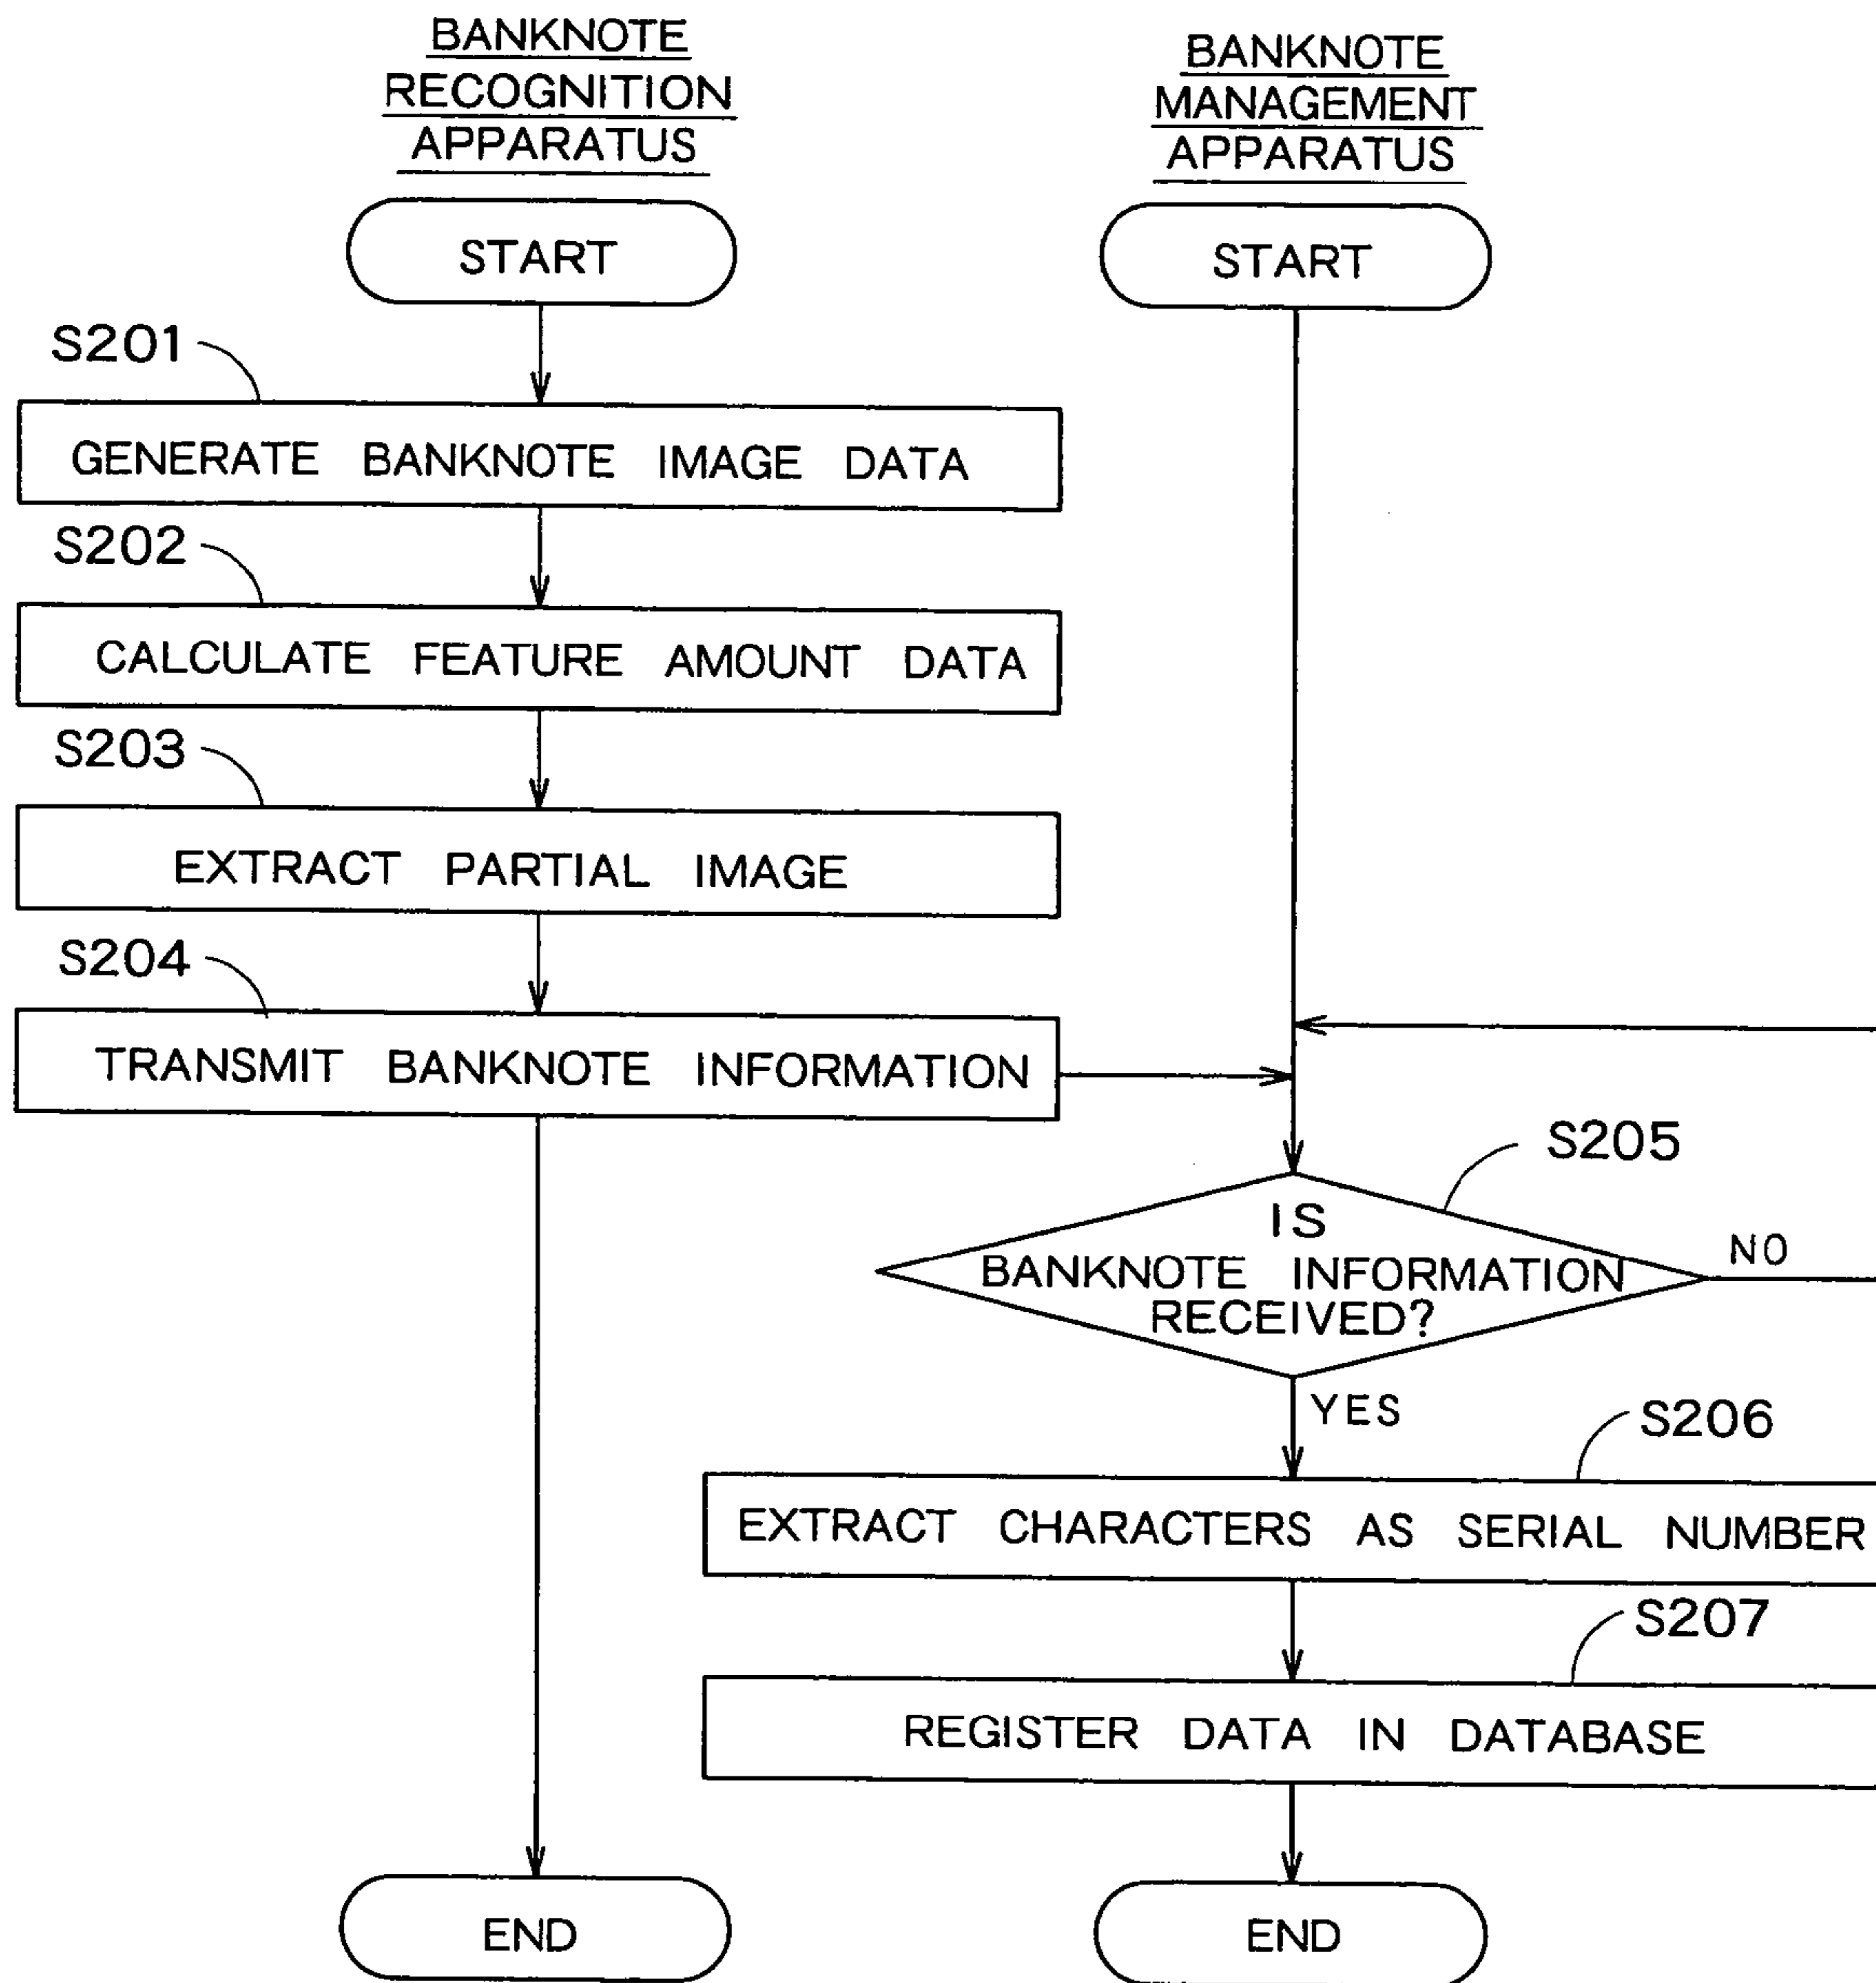 BANKNOTE
RECOGNITION
APPARATUS
START
S201
GENERATE BANKNOTE IMAGE DATA
S202
CALCULATE FEATURE AMOUNT DATA
S203
EXTRACT PARTIAL IMAGE
S204
TRANSMIT BANKNOTE INFORMATION
END
BANKNOTE
MANAGEMENT
APPARATUS
START
S205
IS
BANKNOTE INFORMATION
RECEIVED?
NO
YES
S206
EXTRACT CHARACTERS AS SERIAL NUMBER
S207
REGISTER DATA IN DATABASE
END